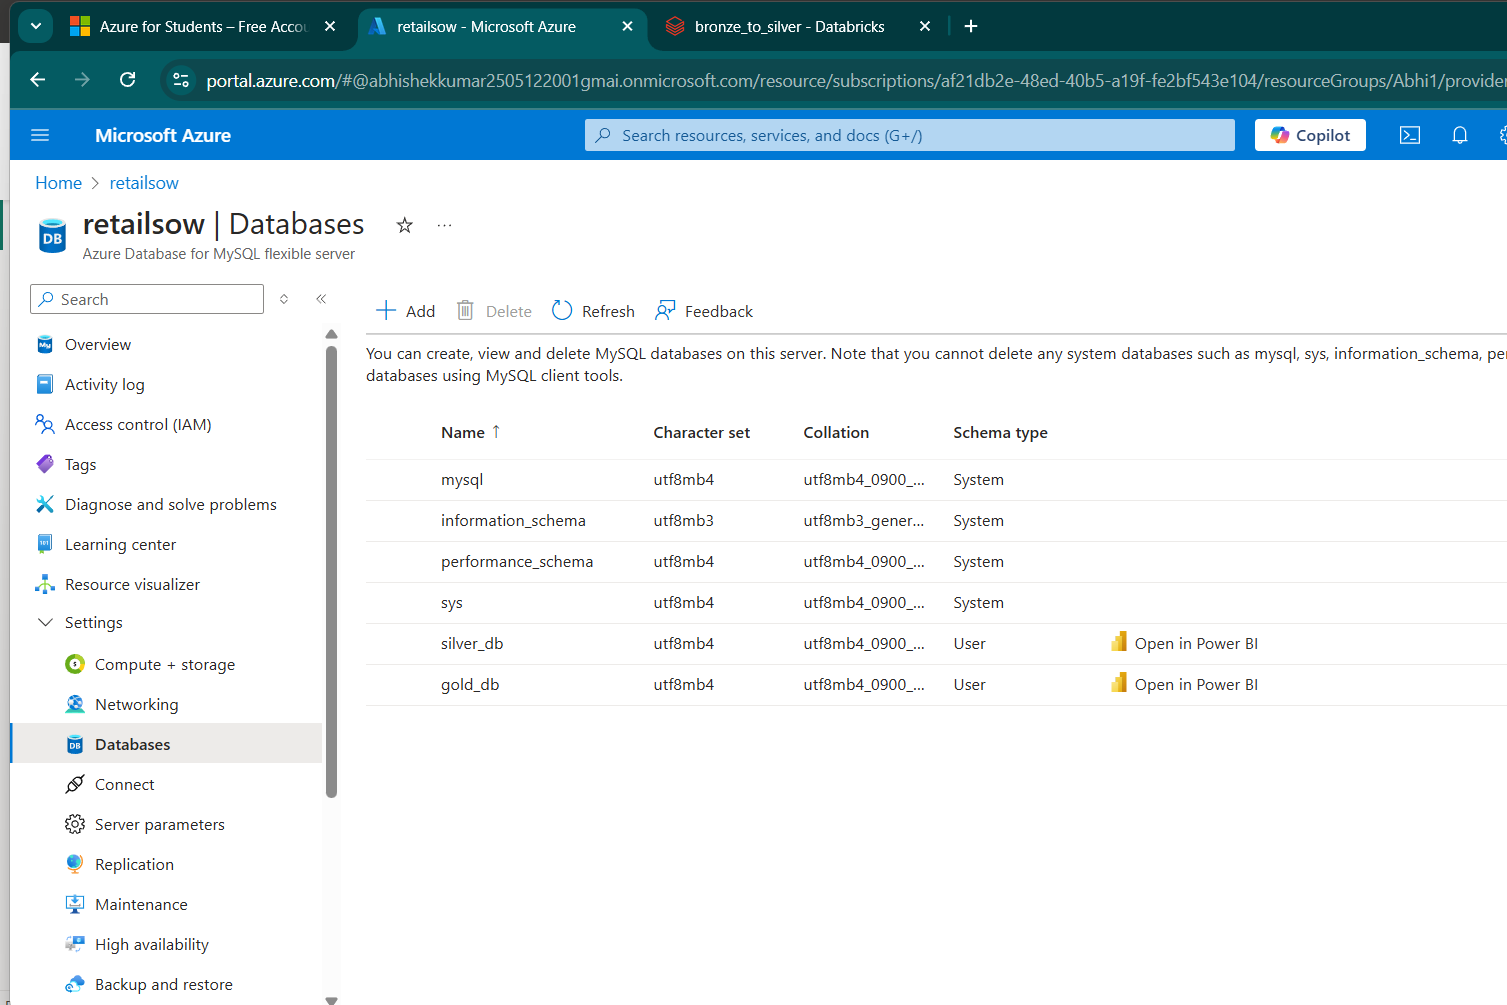 Azure for Students – Free Accou
retailsow - Microsoft Azure
bronze_to_silver - Databricks
portal.azure.com/#@abhishekkumar2505122001gmai.onmicrosoft.com/resource/subscriptions/af21db2e-48ed-40b5-a19f-fe2bf543e104/resourceGroups/Abhi1/provider
Microsoft Azure
Search resources, services, and docs (G+/)
Copilot
Home > retailsow
DB
retailsow | Databases
...
Azure Database for MySQL flexible server
Search
Add
Delete
Refresh
Feedback
You can create, view and delete MySQL databases on this server. Note that you cannot delete any system databases such as mysql, sys, information_schema, per
databases using MySQL client tools.
Name ↑ Character set Collation Schema type
mysql utf8mb4 utf8mb4_0900_... System
information_schema utf8mb3 utf8mb3_gener... System
performance_schema utf8mb4 utf8mb4_0900_... System
sys utf8mb4 utf8mb4_0900_... System
silver_db utf8mb4 utf8mb4_0900_... User Open in Power BI
gold_db utf8mb4 utf8mb4_0900_... User Open in Power BI
Overview
Activity log
Access control (IAM)
Tags
Diagnose and solve problems
Learning center
Resource visualizer
Settings
Compute + storage
Networking
Databases
Connect
Server parameters
Replication
Maintenance
High availability
Backup and restore